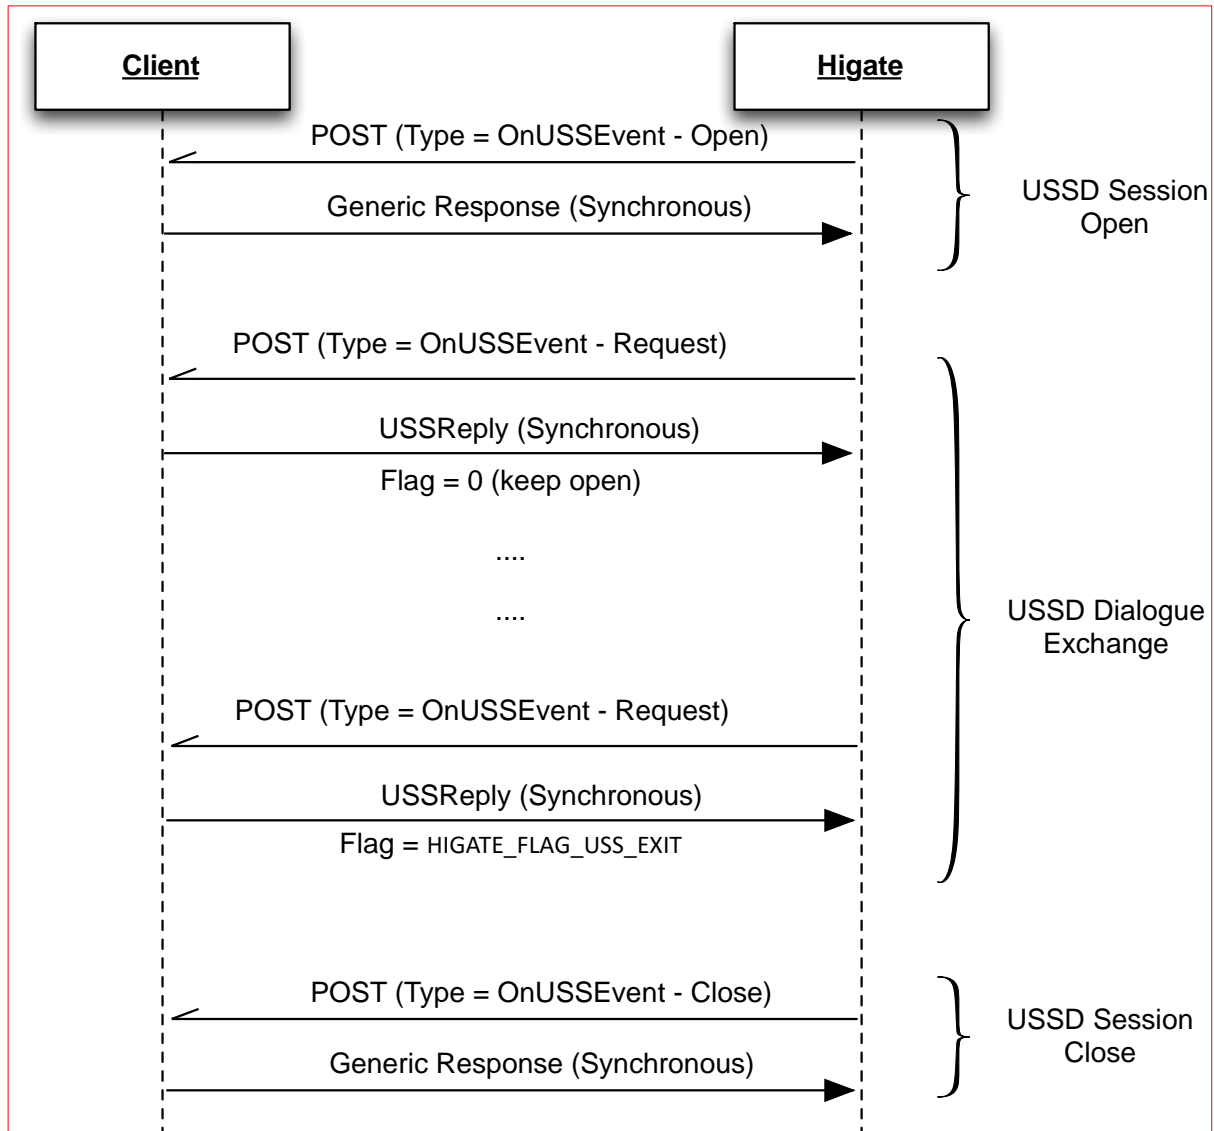 Client
Higate
POST (Type = OnUSSEvent - Open)
Generic Response (Synchronous)
USSD Session
Open
POST (Type = OnUSSEvent - Request)
USSReply (Synchronous)
Flag = 0 (keep open)
....
....
USSD Dialogue
Exchange
POST (Type = OnUSSEvent - Request)
USSReply (Synchronous)
Flag = HIGATE_FLAG_USS_EXIT
POST (Type = OnUSSEvent - Close)
Generic Response (Synchronous)
USSD Session
Close